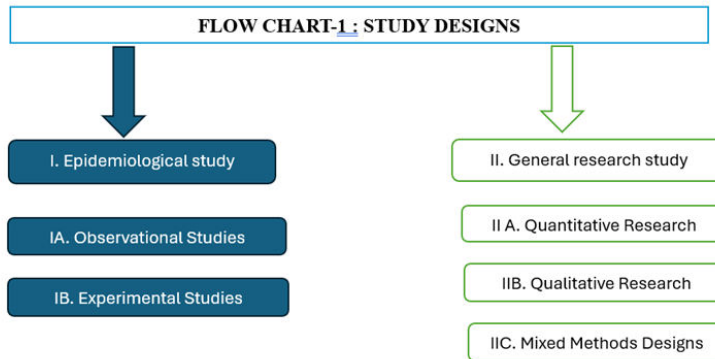 FLOW CHART-1 : STUDY DESIGNS
I. Epidemiological study
IA. Observational Studies
IB. Experimental Studies
II. General research study
II A. Quantitative Research
IIB. Qualitative Research
IIC. Mixed Methods Designs